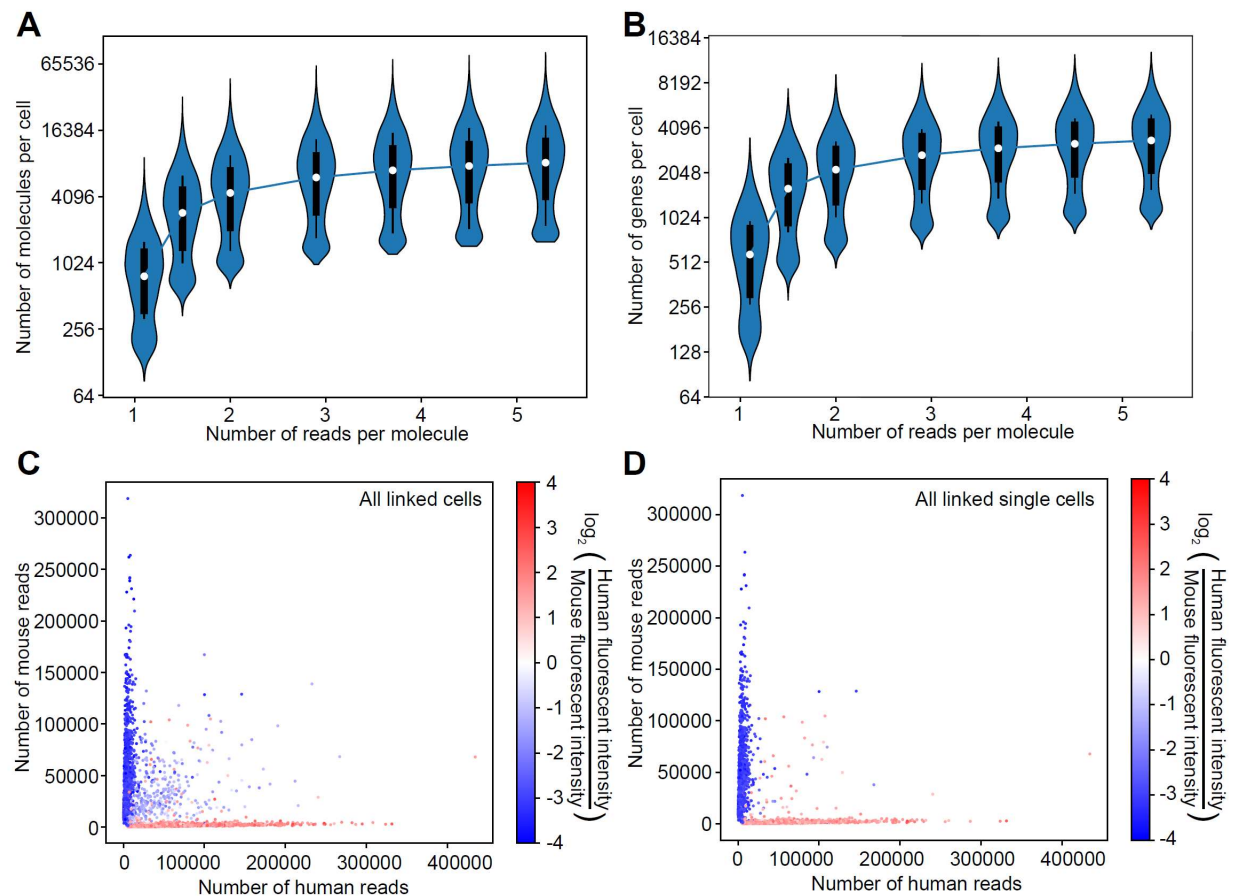 A
Number of molecules per cell
65536
16384
4096
1024
256
64
1 2 3 4 5
Number of reads per molecule
B
Number of genes per cell
16384
8192
4096
2048
1024
512
256
128
64
1 2 3 4 5
Number of reads per molecule
C
All linked cells
Number of mouse reads
300000
250000
200000
150000
100000
50000
0
0 100000 200000 300000 400000
Number of human reads
4
3
2
1
0
-1
-2
-3
-4
log2 ( Human fluorescent intensity
Mouse fluorescent intensity )
D
All linked single cells
Number of mouse reads
300000
250000
200000
150000
100000
50000
0
0 100000 200000 300000 400000
Number of human reads
4
3
2
1
0
-1
-2
-3
-4
log2 ( Human fluorescent intensity
Mouse fluorescent intensity )